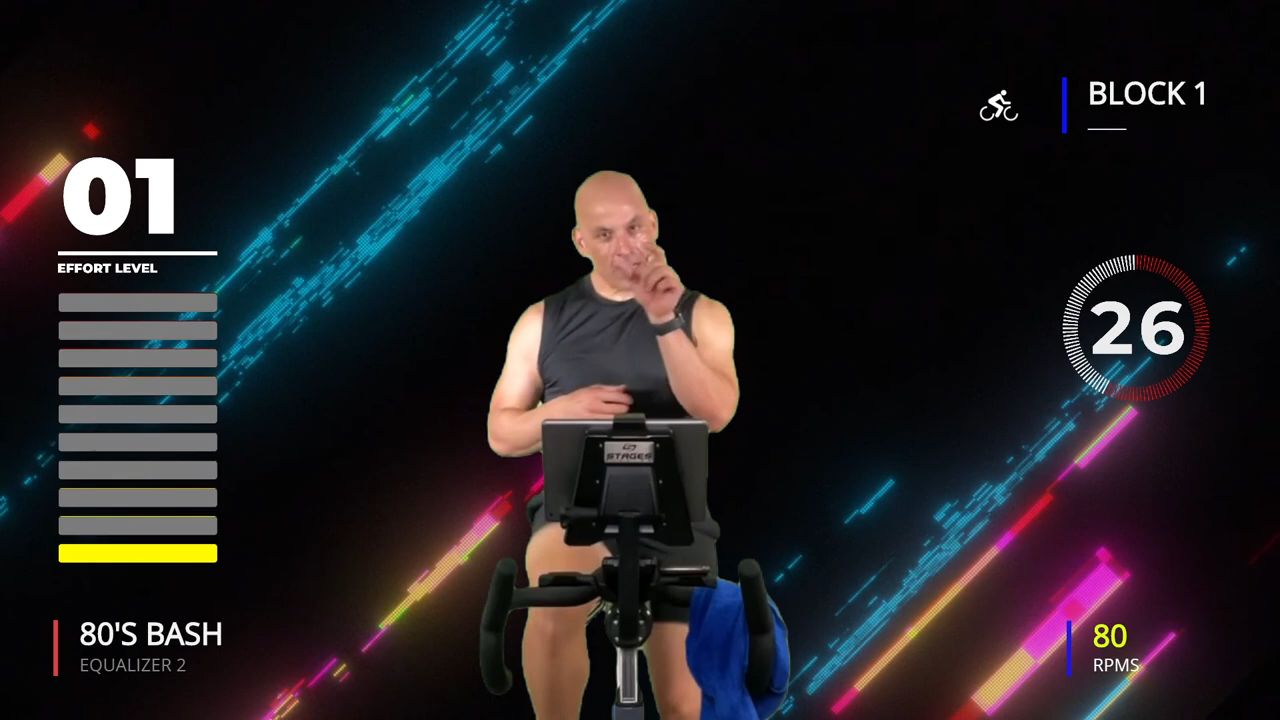 BLOCK 1
01
EFFORT LEVEL
26
STAGES
80'S BASH
EQUALIZER 2
80
RPMS